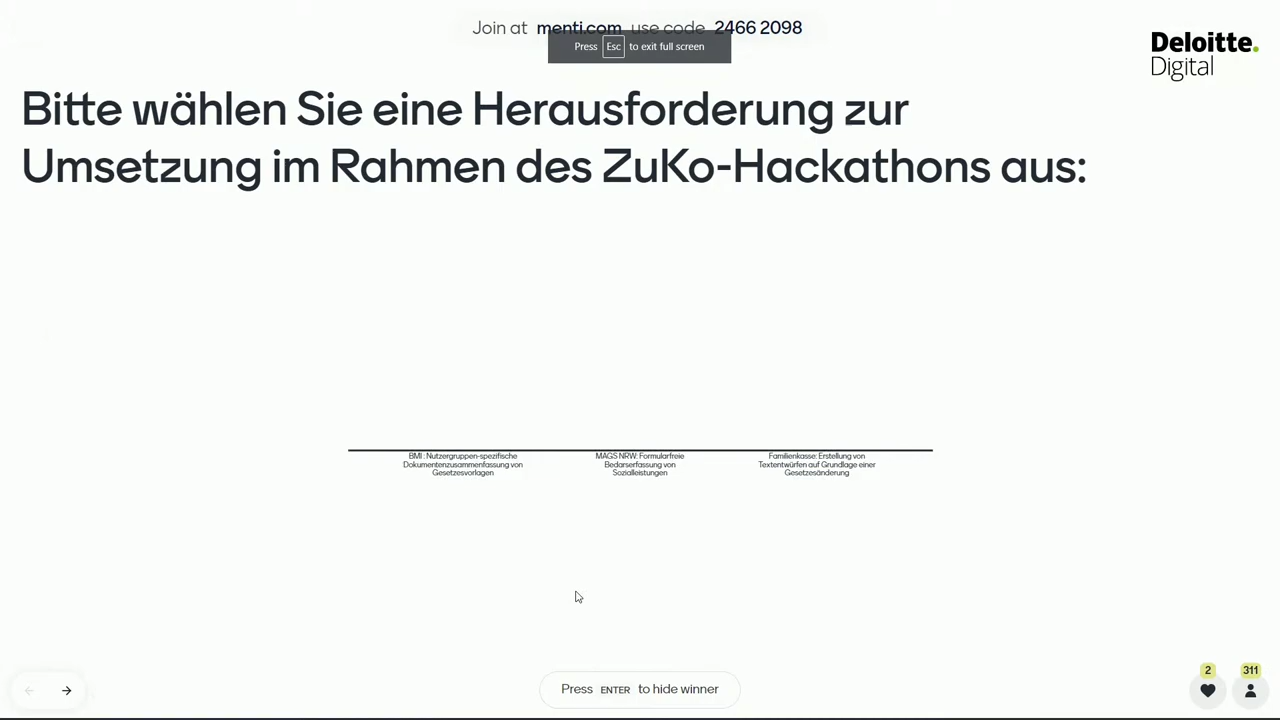 Join at menti.com use code 2466 2098
Press Esc to exit full screen
Deloitte.
Digital
Bitte wählen Sie eine Herausforderung zur
Umsetzung im Rahmen des ZuKo-Hackathons aus:
BMI : Nutzergruppen-spezifische
Dokumentenzusammenfassung von
Gesetzesvorlagen
MAGS NRW: Formularfreie
Bedarserfassung von
Sozialleistungen
Familienkasse: Erstellung von
Textentwürfen auf Grundlage einer
Gesetzesänderung
Press ENTER to hide winner
2
311